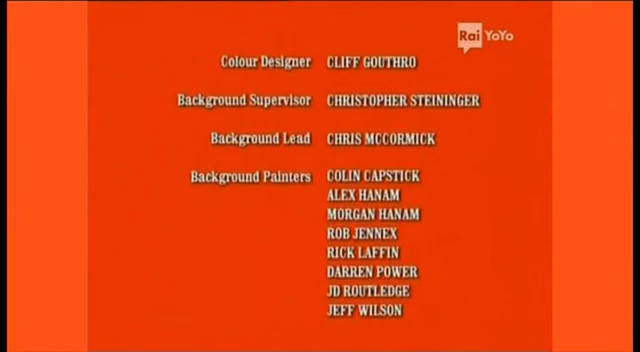 Rai YoYo
Colour Designer CLIFF GOUTHRO
Background Supervisor CHRISTOPHER STEININGER
Background Lead CHRIS MCCORMICK
Background Painters COLIN CAPSTICK
ALEX HANAM
MORGAN HANAM
ROB JENNEX
RICK LAFFIN
DARREN POWER
JD ROUTLEDGE
JEFF WILSON